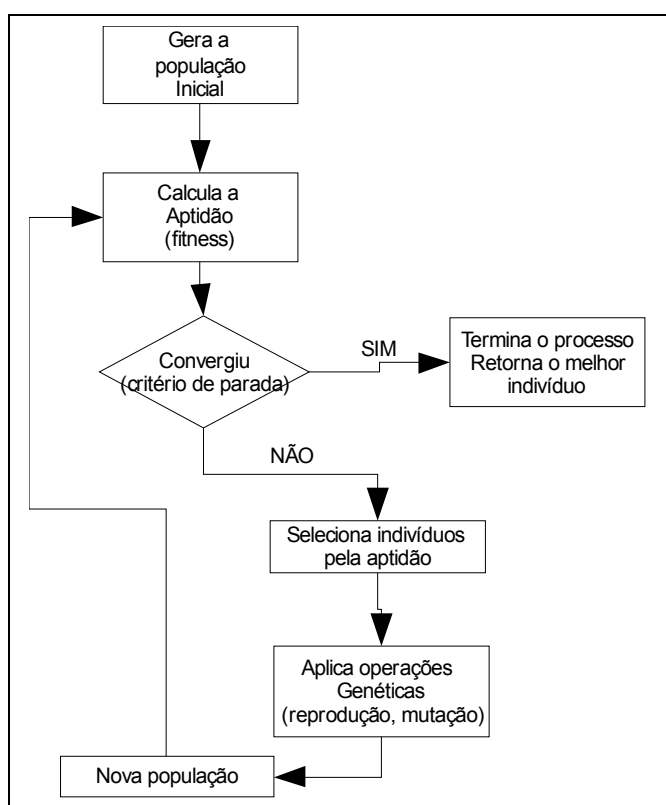 Gera a
população
Inicial
Calcula a
Aptidão
(fitness)
Convergiu
(critério de parada)
SIM
Termina o processo
Retorna o melhor
indivíduo
NÃO
Seleciona indivíduos
pela aptidão
Aplica operações
Genéticas
(reprodução, mutação)
Nova população